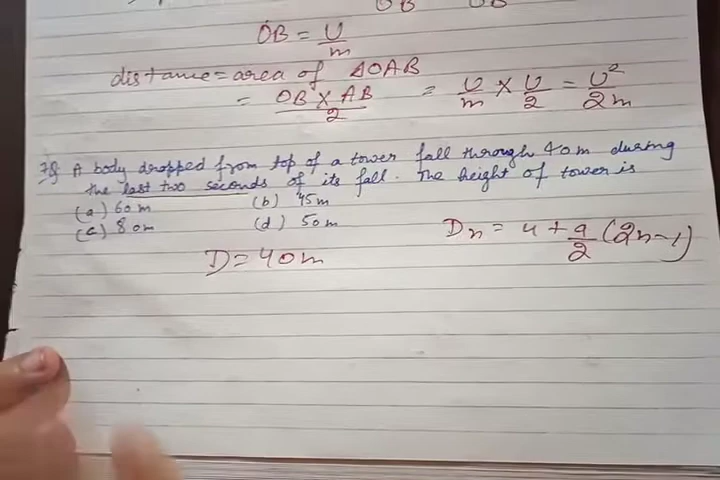 OB = U/m
distance = area of ΔOAB
= OB × AB / 2 = U/m × U/2 = U²/2m
7Q A body dropped from top of a tower fall through 40 m during
the last two seconds of its fall. The height of tower is
(a) 60 m (b) 45 m
(c) 80 m (d) 50 m
D = 40m Dn = u + a/2 (2n-1)